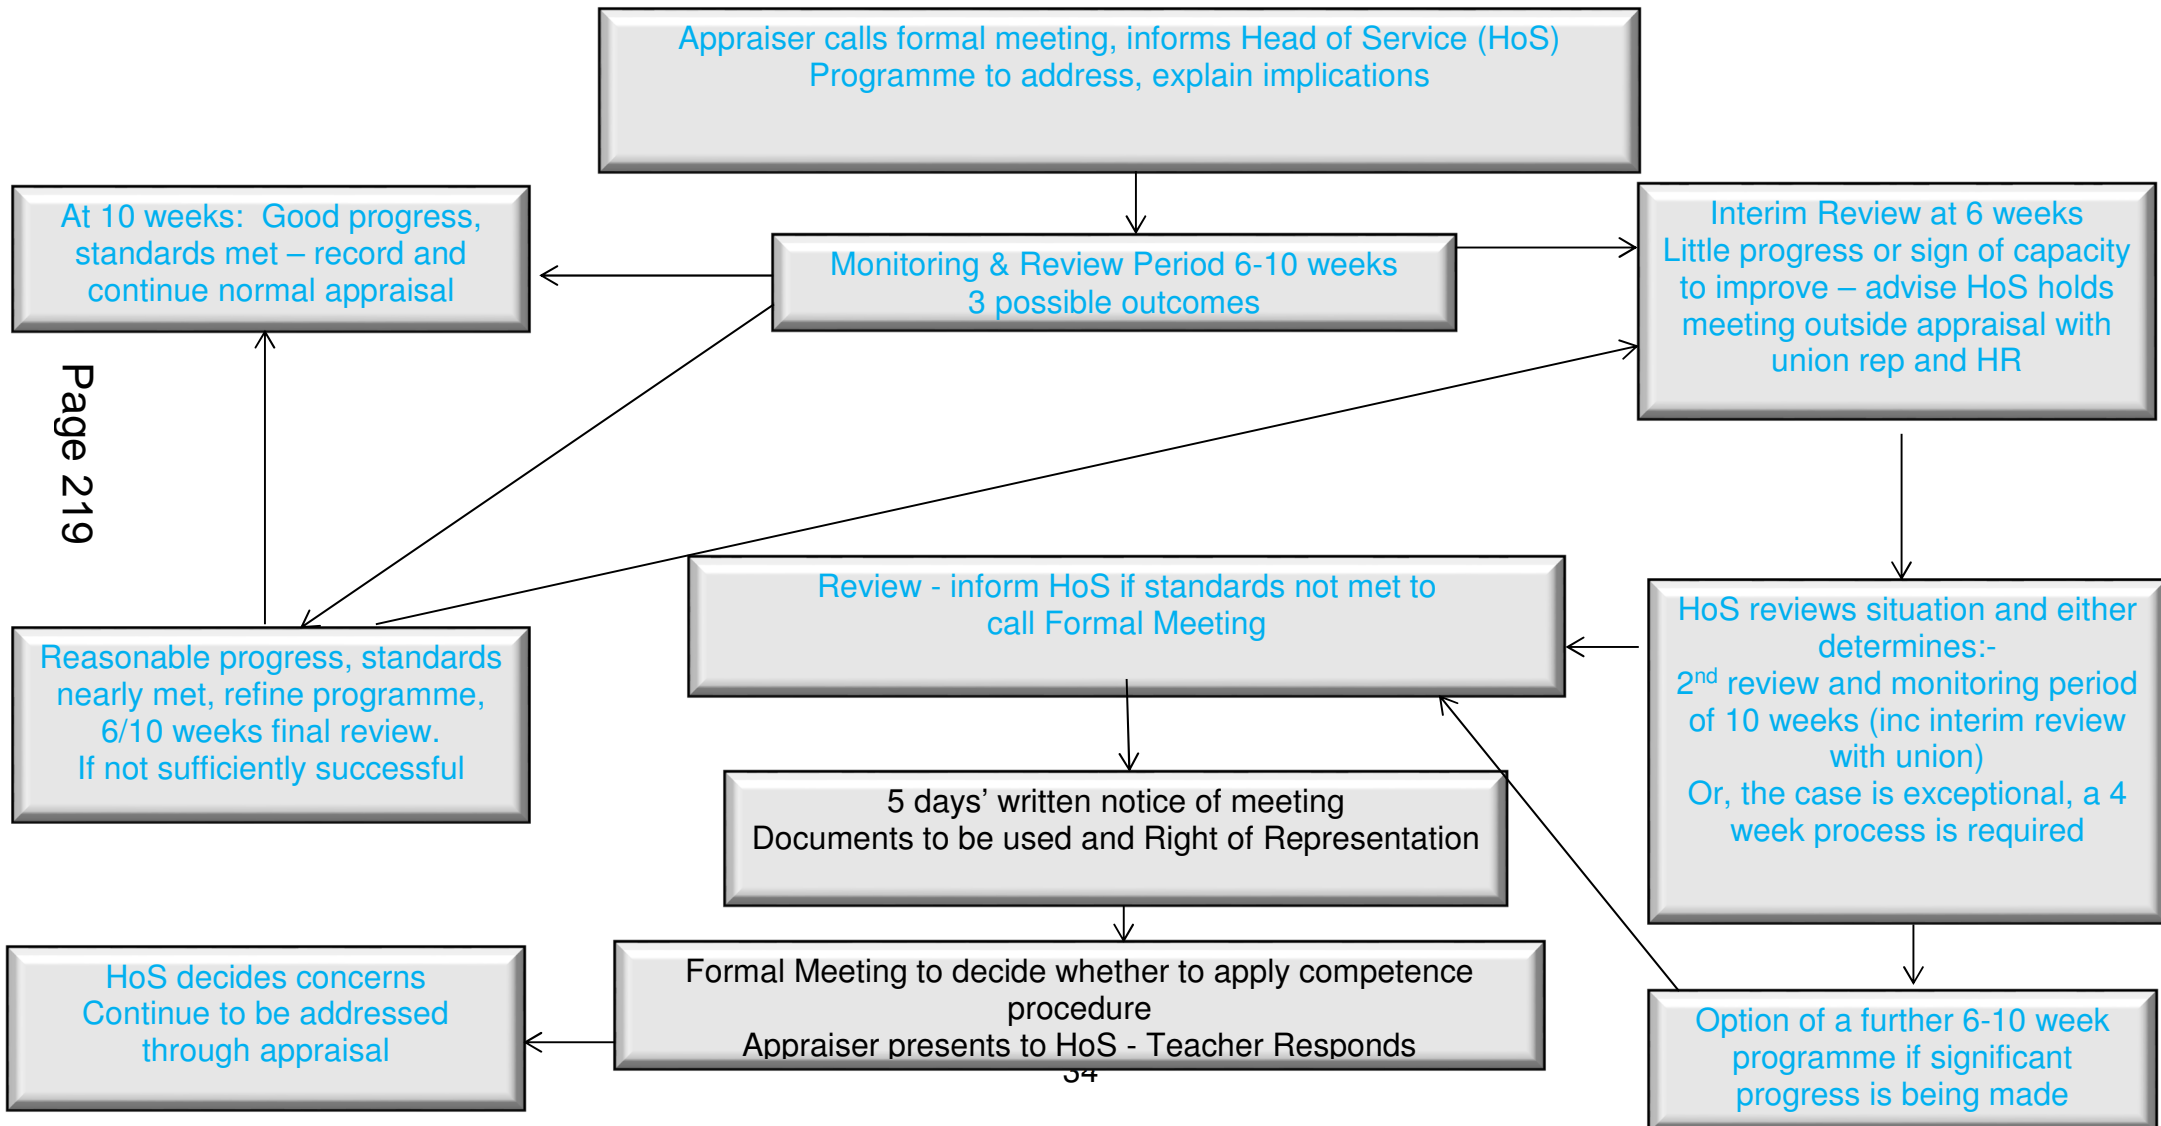 Appraiser calls formal meeting, informs Head of Service (HoS)
Programme to address, explain implications
At 10 weeks:  Good progress,
standards met – record and
continue normal appraisal
Monitoring & Review Period 6-10 weeks
3 possible outcomes
Interim Review at 6 weeks
Little progress or sign of capacity
to improve – advise HoS holds
meeting outside appraisal with
union rep and HR
Page 219
Reasonable progress, standards
nearly met, refine programme,
6/10 weeks final review.
If not sufficiently successful
Review - inform HoS if standards not met to
call Formal Meeting
HoS reviews situation and either
determines:-
2nd review and monitoring period
of 10 weeks (inc interim review
with union)
Or, the case is exceptional, a 4
week process is required
5 days’ written notice of meeting
Documents to be used and Right of Representation
HoS decides concerns
Continue to be addressed
through appraisal
Formal Meeting to decide whether to apply competence
procedure
Appraiser presents to HoS - Teacher Responds
Option of a further 6-10 week
programme if significant
progress is being made
34